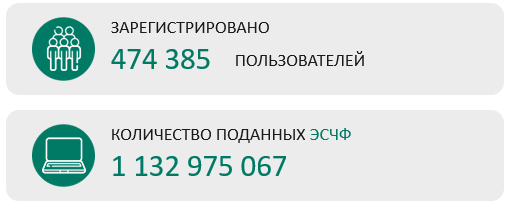 ЗАРЕГИСТРИРОВАНО
474 385 ПОЛЬЗОВАТЕЛЕЙ
КОЛИЧЕСТВО ПОДАННЫХ ЭСЧФ
1 132 975 067